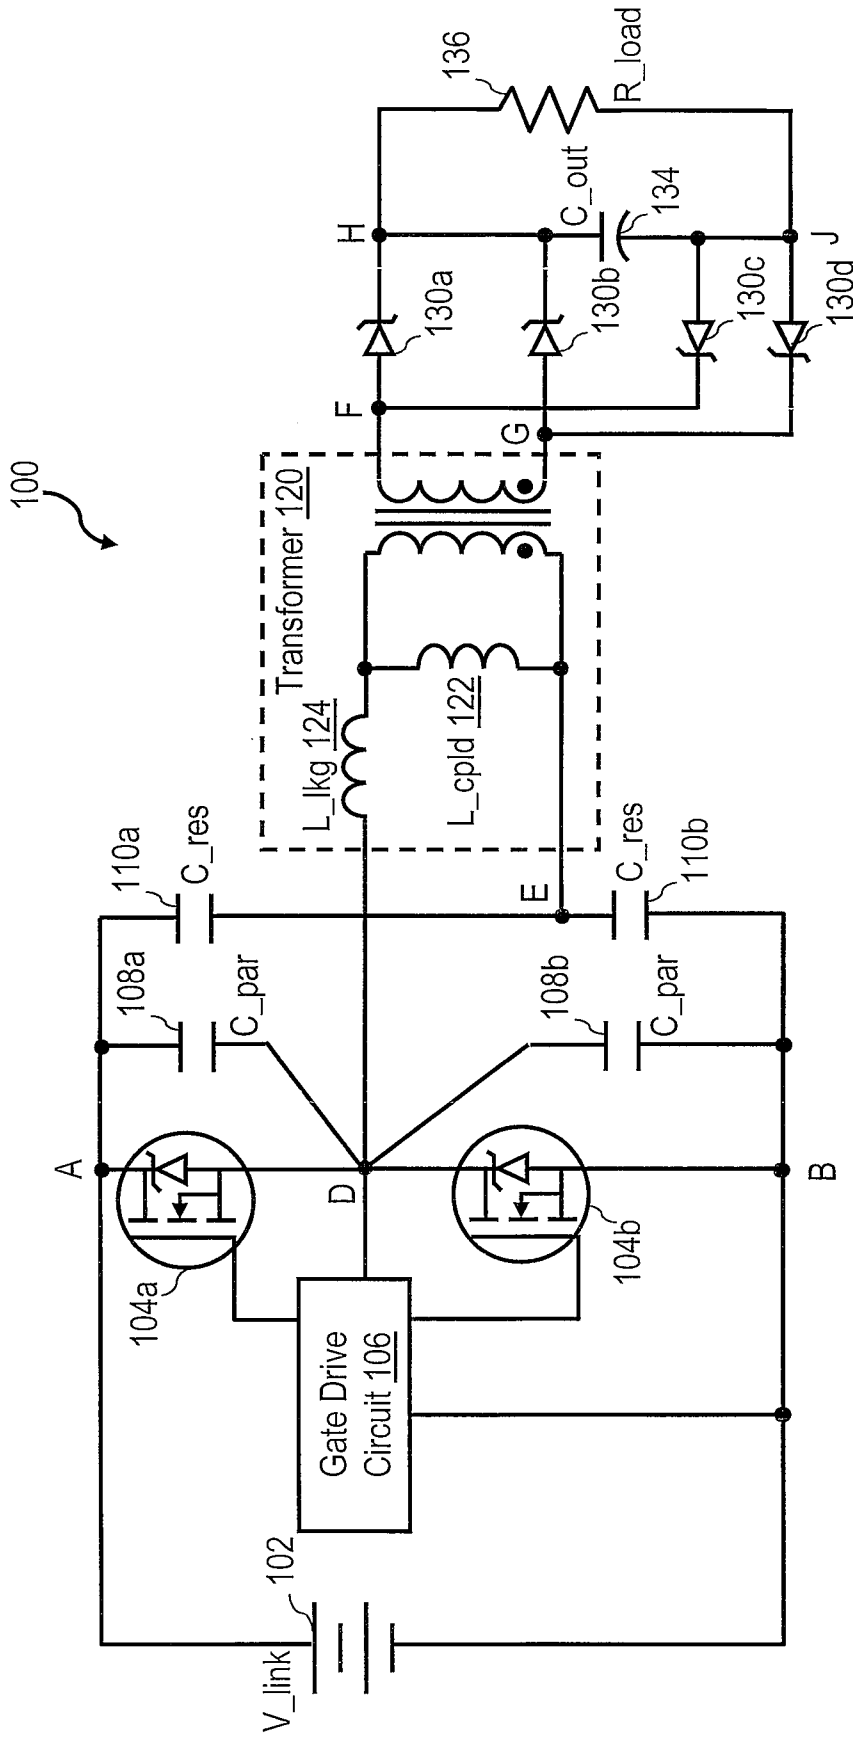 100
V_link
102
Gate Drive
Circuit 106
104a
104b
A
D
B
108a
C_par
108b
C_par
110a
C_res
E
C_res
110b
Transformer 120
L_lkg 124
L_cpld 122
F
G
130a
130b
130c
130d
H
J
C_out
134
136
R_load